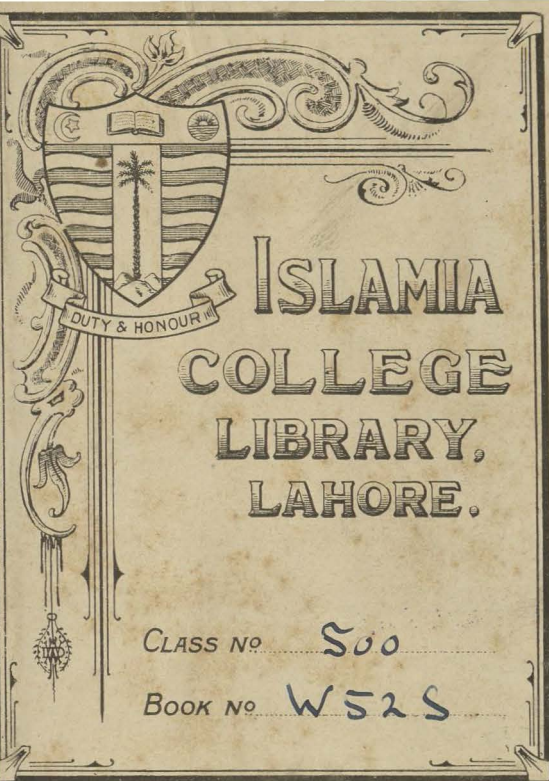 DUTY & HONOUR
ISLAMIA
COLLEGE
LIBRARY,
LAHORE.
CLASS No 500
BOOK No W52S